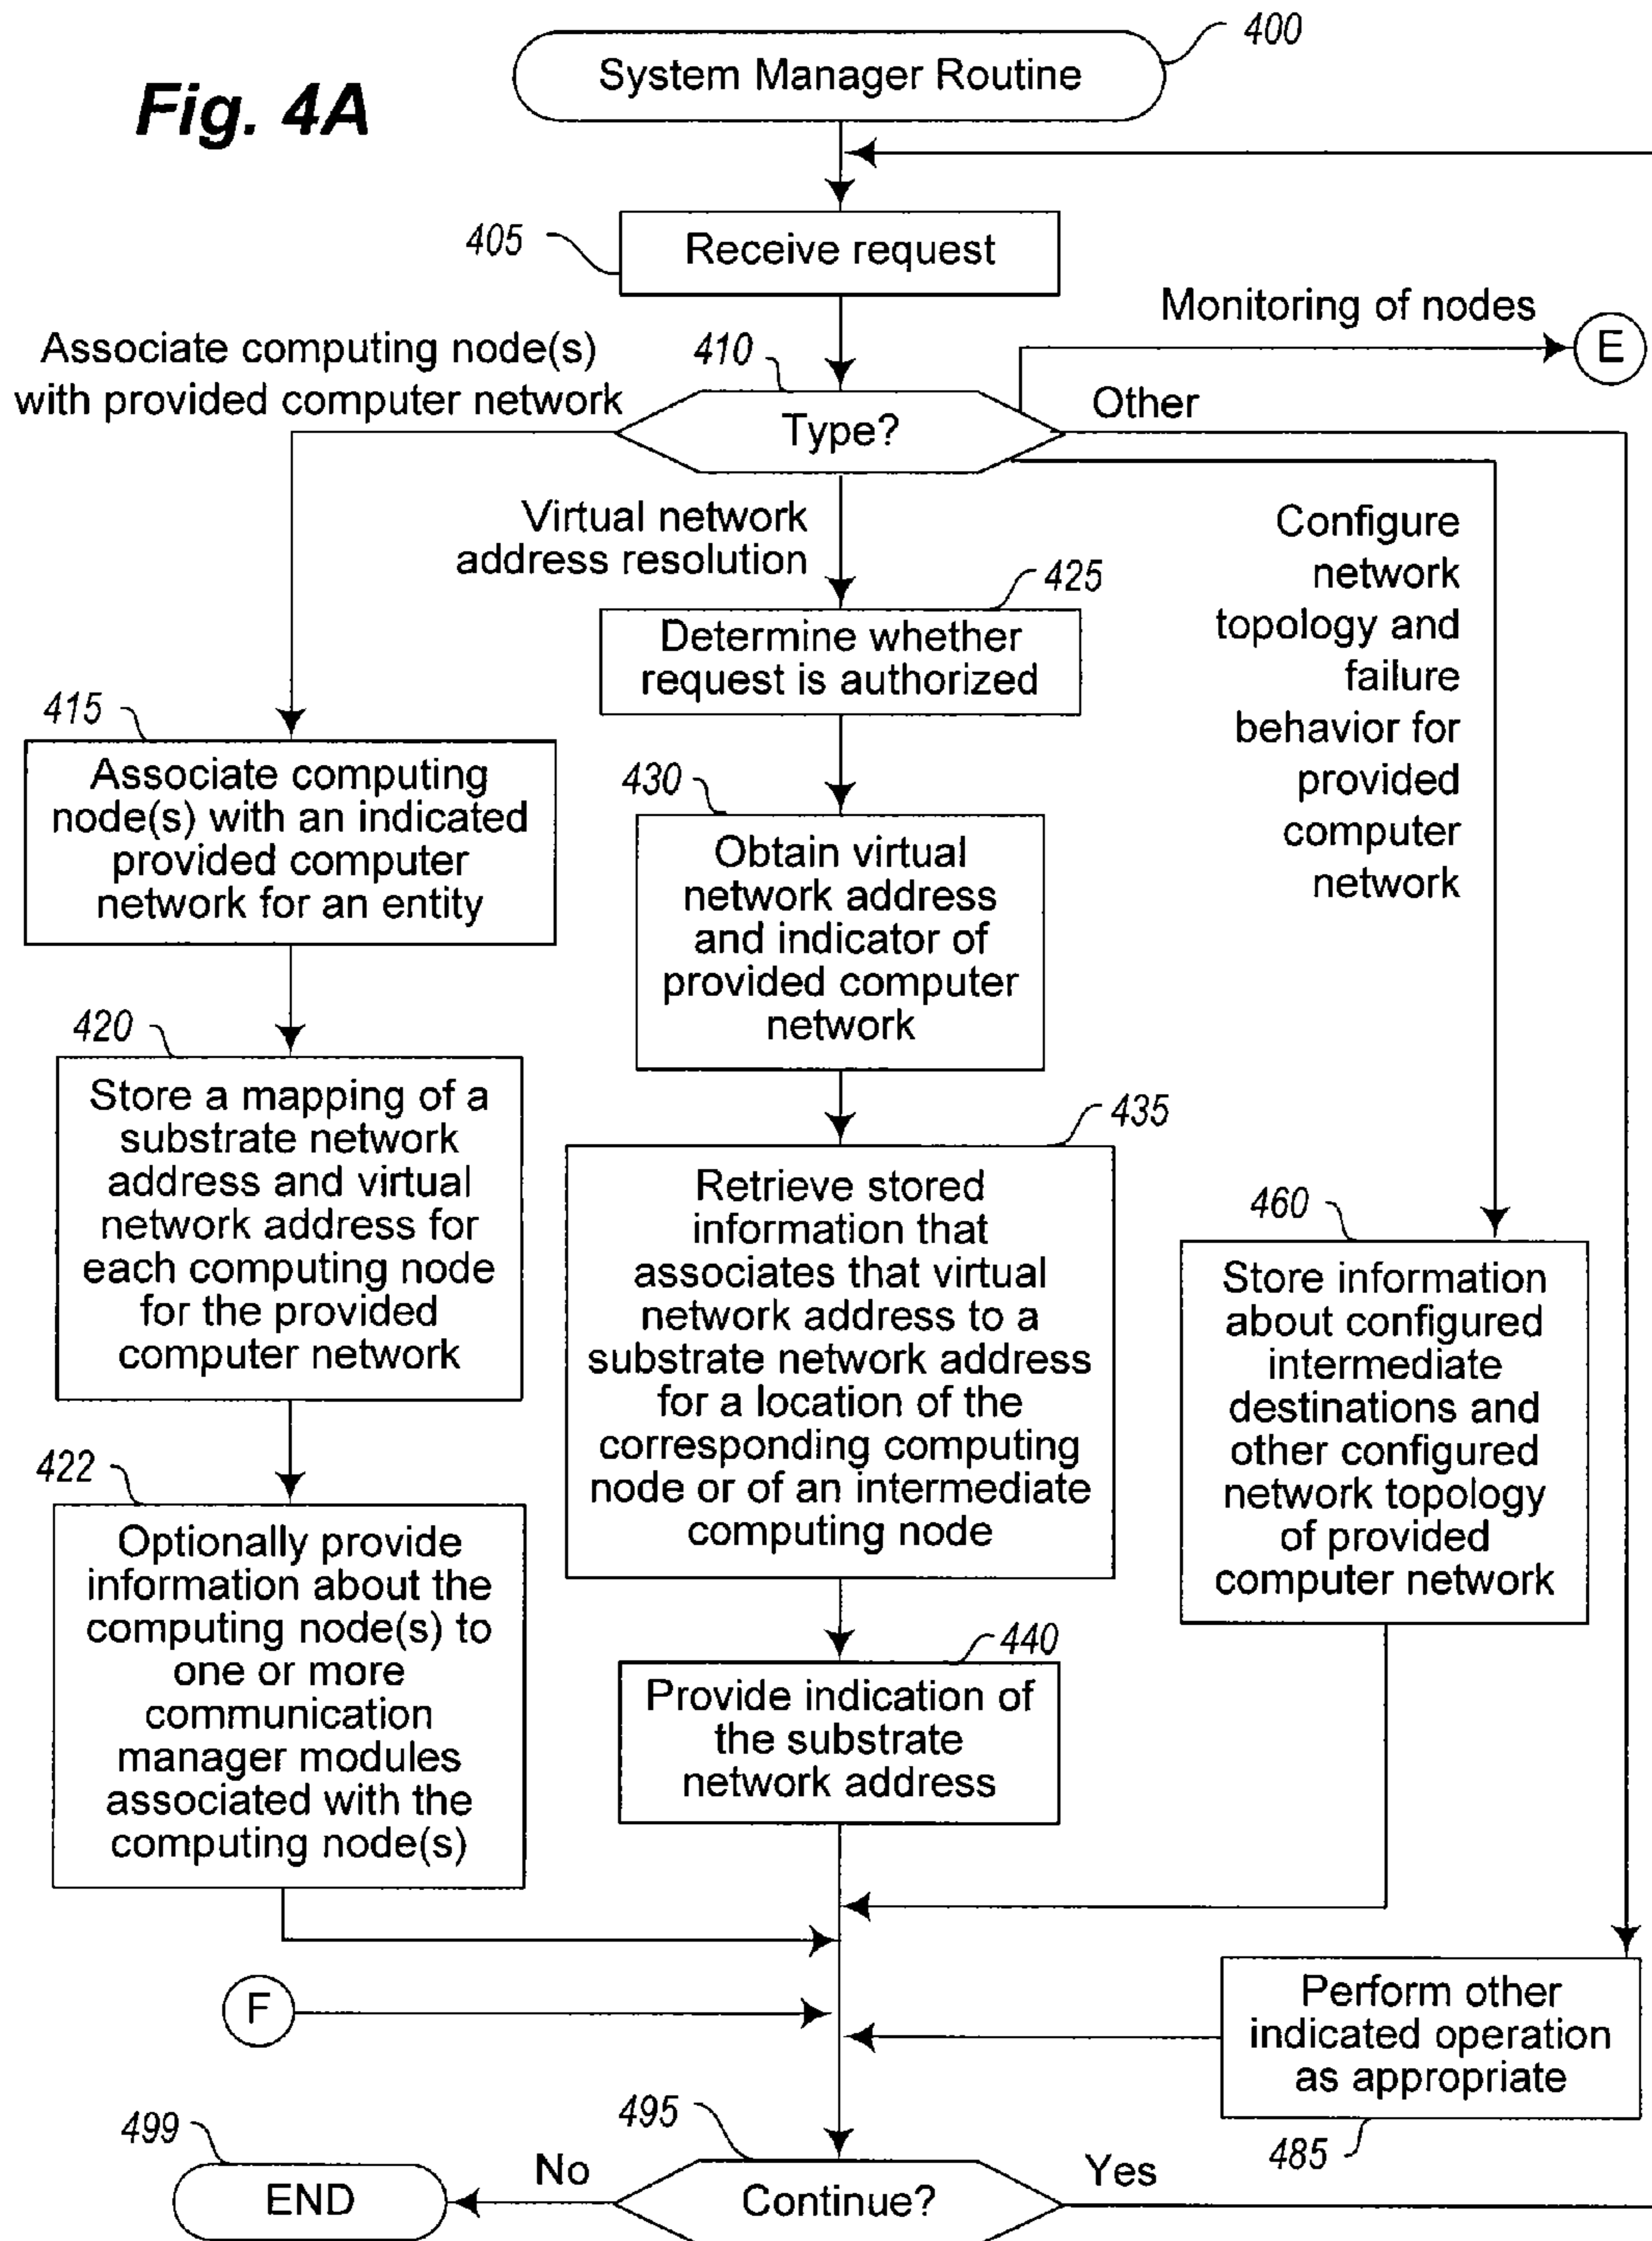 Fig. 4A
System Manager Routine
400
405
Receive request
Monitoring of nodes
E
Associate computing node(s)
with provided computer network
410
Type?
Other
Virtual network
address resolution
Configure
network
topology and
failure
behavior for
provided
computer
network
425
Determine whether
request is authorized
415
Associate computing
node(s) with an indicated
provided computer
network for an entity
430
Obtain virtual
network address
and indicator of
provided computer
network
420
Store a mapping of a
substrate network
address and virtual
network address for
each computing node
for the provided
computer network
435
Retrieve stored
information that
associates that virtual
network address to a
substrate network address
for a location of the
corresponding computing
node or of an intermediate
computing node
460
Store information
about configured
intermediate
destinations and
other configured
network topology
of provided
computer network
422
Optionally provide
information about the
computing node(s) to
one or more
communication
manager modules
associated with the
computing node(s)
440
Provide indication of
the substrate
network address
F
Perform other
indicated operation
as appropriate
485
495
Continue?
Yes
No
499
END